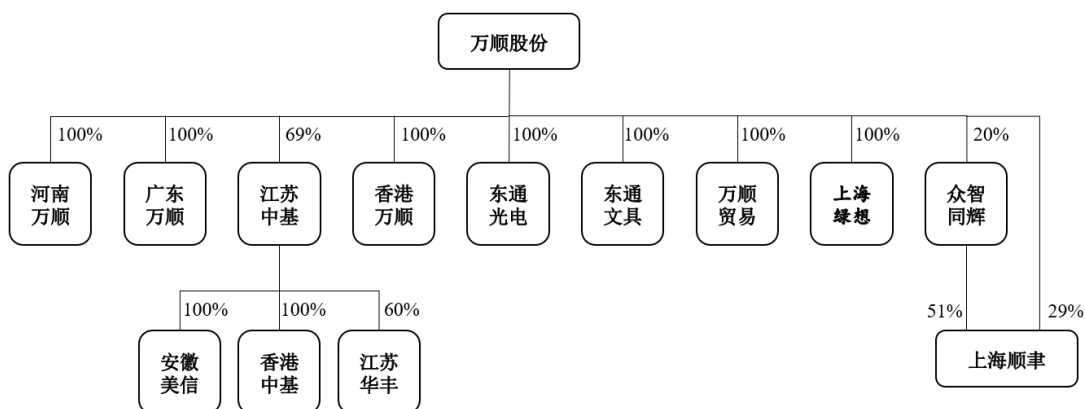 万顺股份
100%
100%
69%
100%
100%
100%
100%
100%
20%
河南
万顺
广东
万顺
江苏
中基
香港
万顺
东通
光电
东通
文具
万顺
贸易
上海
绿想
众智
同辉
100%
100%
60%
51%
29%
安徽
美信
香港
中基
江苏
华丰
上海顺聿